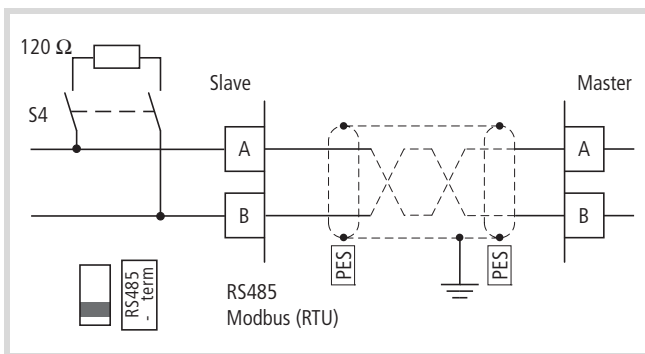 120 Ω
Slave
Master
S4
A
A
B
B
PES
PES
RS485
- term
RS485
Modbus (RTU)